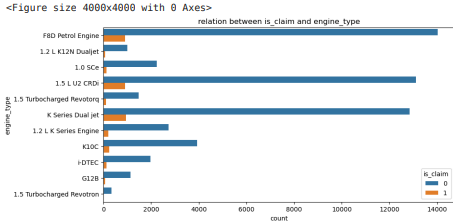 <Figure size 4000x4000 with 0 Axes>
relation between is_claim and engine_type
F8D Petrol Engine
1.2 L K12N Dualjet
1.0 SCe
1.5 L U2 CRDi
1.5 Turbocharged Revotorq
K Series Dual jet
1.2 L K Series Engine
K10C
i-DTEC
G12B
1.5 Turbocharged Revotron
engine_type
is_claim
0
1
0 2000 4000 6000 8000 10000 12000 14000
count